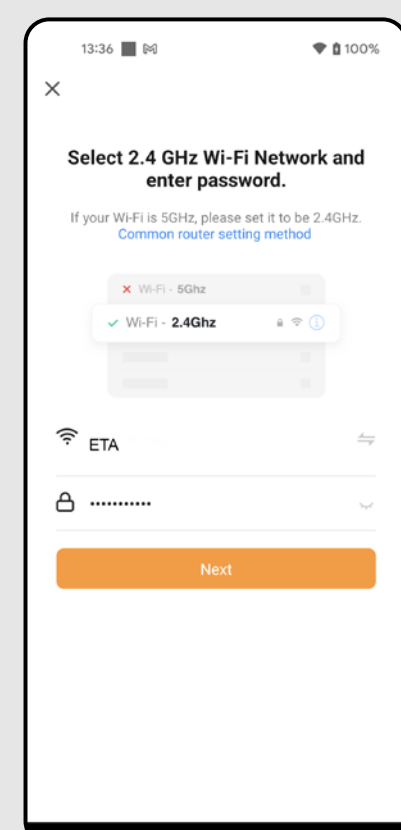 13:36 100%
Select 2.4 GHz Wi-Fi Network and
enter password.
If your Wi-Fi is 5GHz, please set it to be 2.4GHz.
Common router setting method
Wi-Fi - 5Ghz
Wi-Fi - 2.4Ghz
ETA
•••••••••••
Next